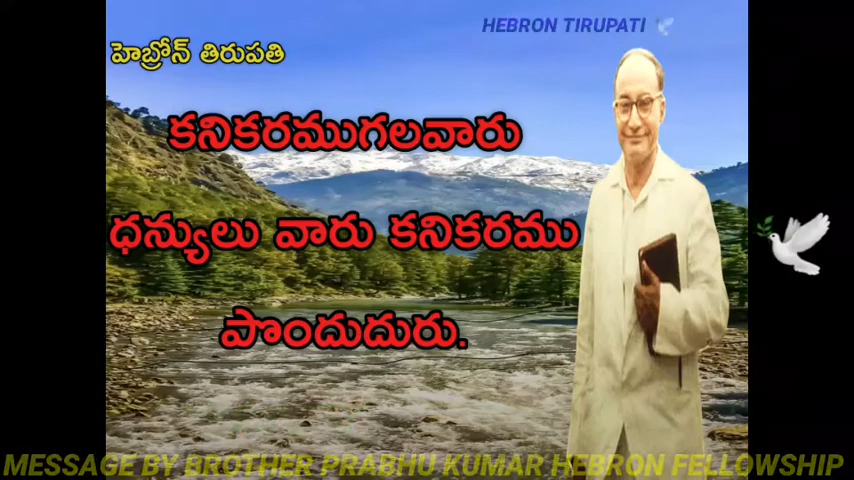 HEBRON TIRUPATI
హెబ్రోన్ తిరుపతి
కనికరముగలవారు
ధన్యులు వారు కనికరము
పొందుదురు.
MESSAGE BY BROTHER PRABHU KUMAR HEBRON FELLOWSHIP